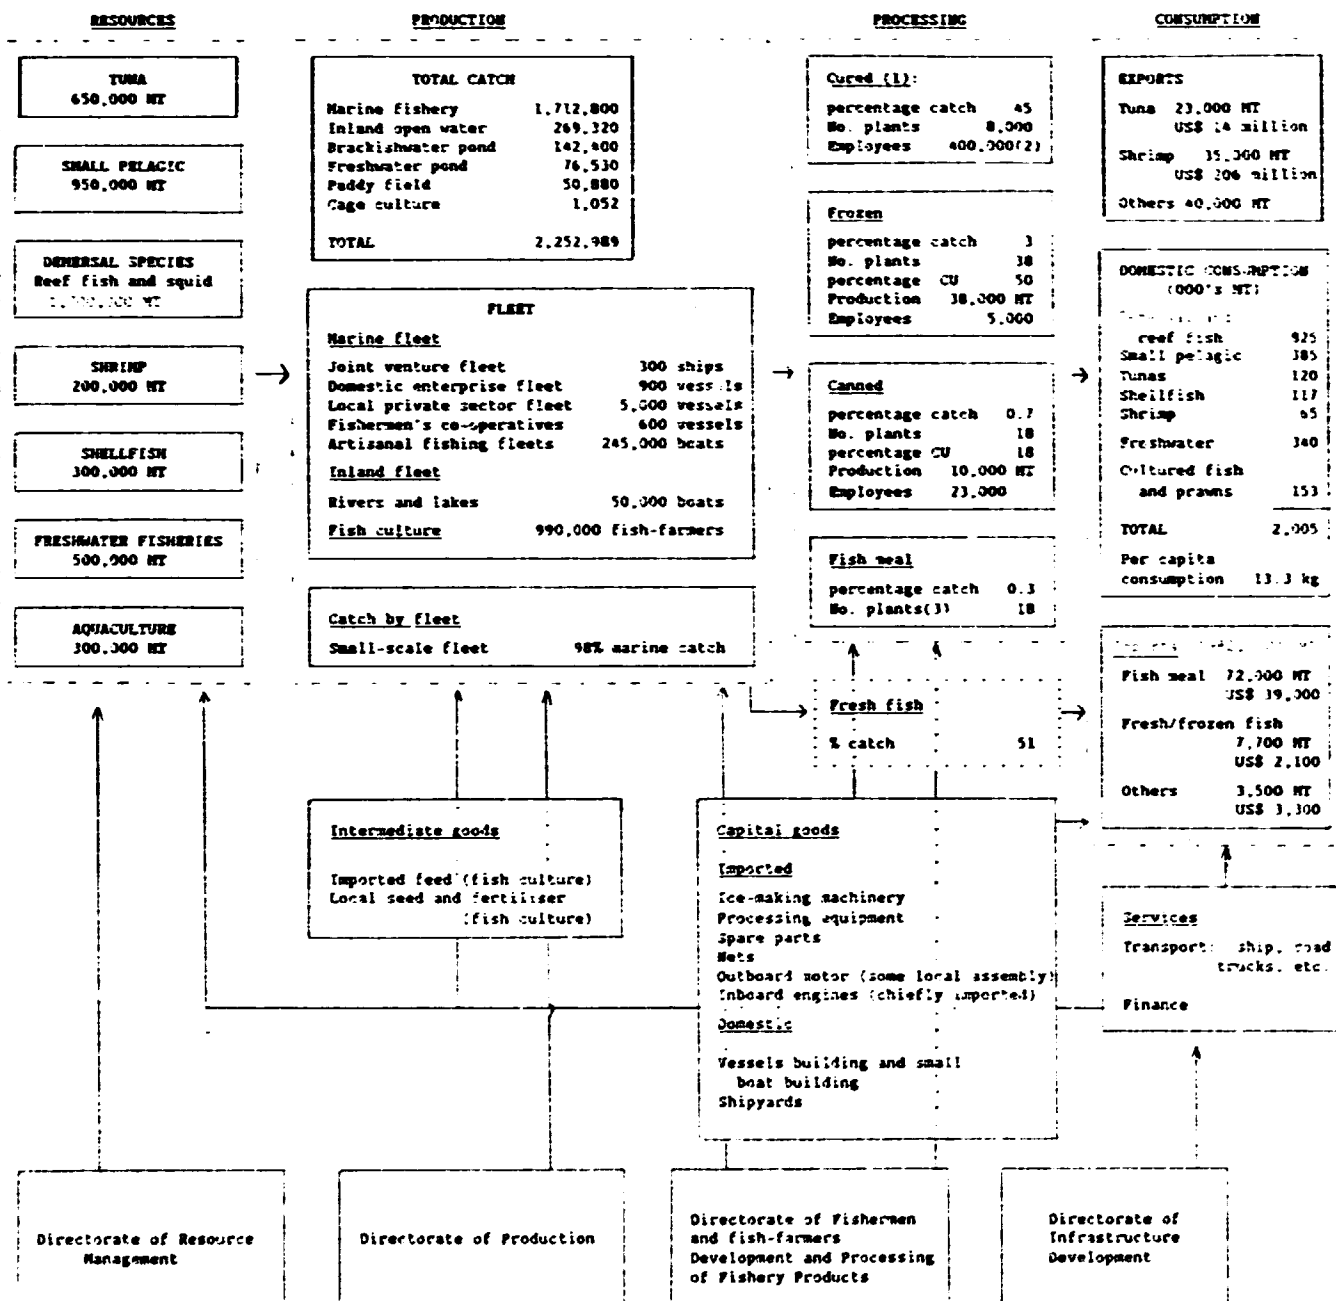 RESOURCES
PRODUCTION
PROCESSING
CONSUMPTION
TUNA
650,000 MT
SMALL PELAGIC
950,000 MT
DEMERSAL SPECIES
Reef fish and squid
MT
SHRIMP
200,000 MT
SHELLFISH
300,000 MT
FRESHWATER FISHERIES
500,000 MT
AQUACULTURE
300,000 MT
TOTAL CATCH
Marine fishery 1,712,800
Inland open water 269,320
Brackishwater pond 142,400
Freshwater pond 76,530
Paddy field 50,880
Cage culture 1,052
TOTAL 2,252,989
FLEET
Marine fleet
Joint venture fleet 300 ships
Domestic enterprise fleet 900 vessels
Local private sector fleet 5,000 vessels
Fishermen's co-operatives 600 vessels
Artisanal fishing fleets 245,000 boats
Inland fleet
Rivers and lakes 50,000 boats
Fish culture 990,000 fish-farmers
Catch by fleet
Small-scale fleet 98% marine catch
Cured (1):
percentage catch 45
No. plants 8,000
Employees 400,000(2)
Frozen
percentage catch 3
No. plants 38
percentage CU 50
Production 38,000 MT
Employees 5,000
Canned
percentage catch 0.7
No. plants 18
percentage CU 18
Production 10,000 MT
Employees 23,000
Fish meal
percentage catch 0.3
No. plants(3) 18
Fresh fish
% catch 51
EXPORTS
Tuna 23,000 MT
US$ 14 million
Shrimp 35,000 MT
US$ 206 million
Others 40,000 MT
DOMESTIC CONSUMPTION
(000's MT)
reef fish 925
Small pelagic 385
Tunas 120
Shellfish 117
Shrimp 65
Freshwater 340
Cultured fish
and prawns 153
TOTAL 2,005
Per capita
consumption 13.3 kg
Fish meal 72,000 MT
US$ 39,000
Fresh/frozen fish
7,700 MT
US$ 2,100
Others 3,500 MT
US$ 3,300
Intermediate goods
Imported feed (fish culture)
Local seed and fertiliser
(fish culture)
Capital goods
Imported
Ice-making machinery
Processing equipment
Spare parts
Nets
Outboard motor (some local assembly)
Inboard engines (chiefly imported)
Domestic
Vessels building and small
boat building
Shipyards
Services
Transport: ship, road
trucks, etc.
Finance
Directorate of Resource
Management
Directorate of Production
Directorate of Fishermen
and fish-farmers
Development and Processing
of Fishery Products
Directorate of
Infrastructure
Development